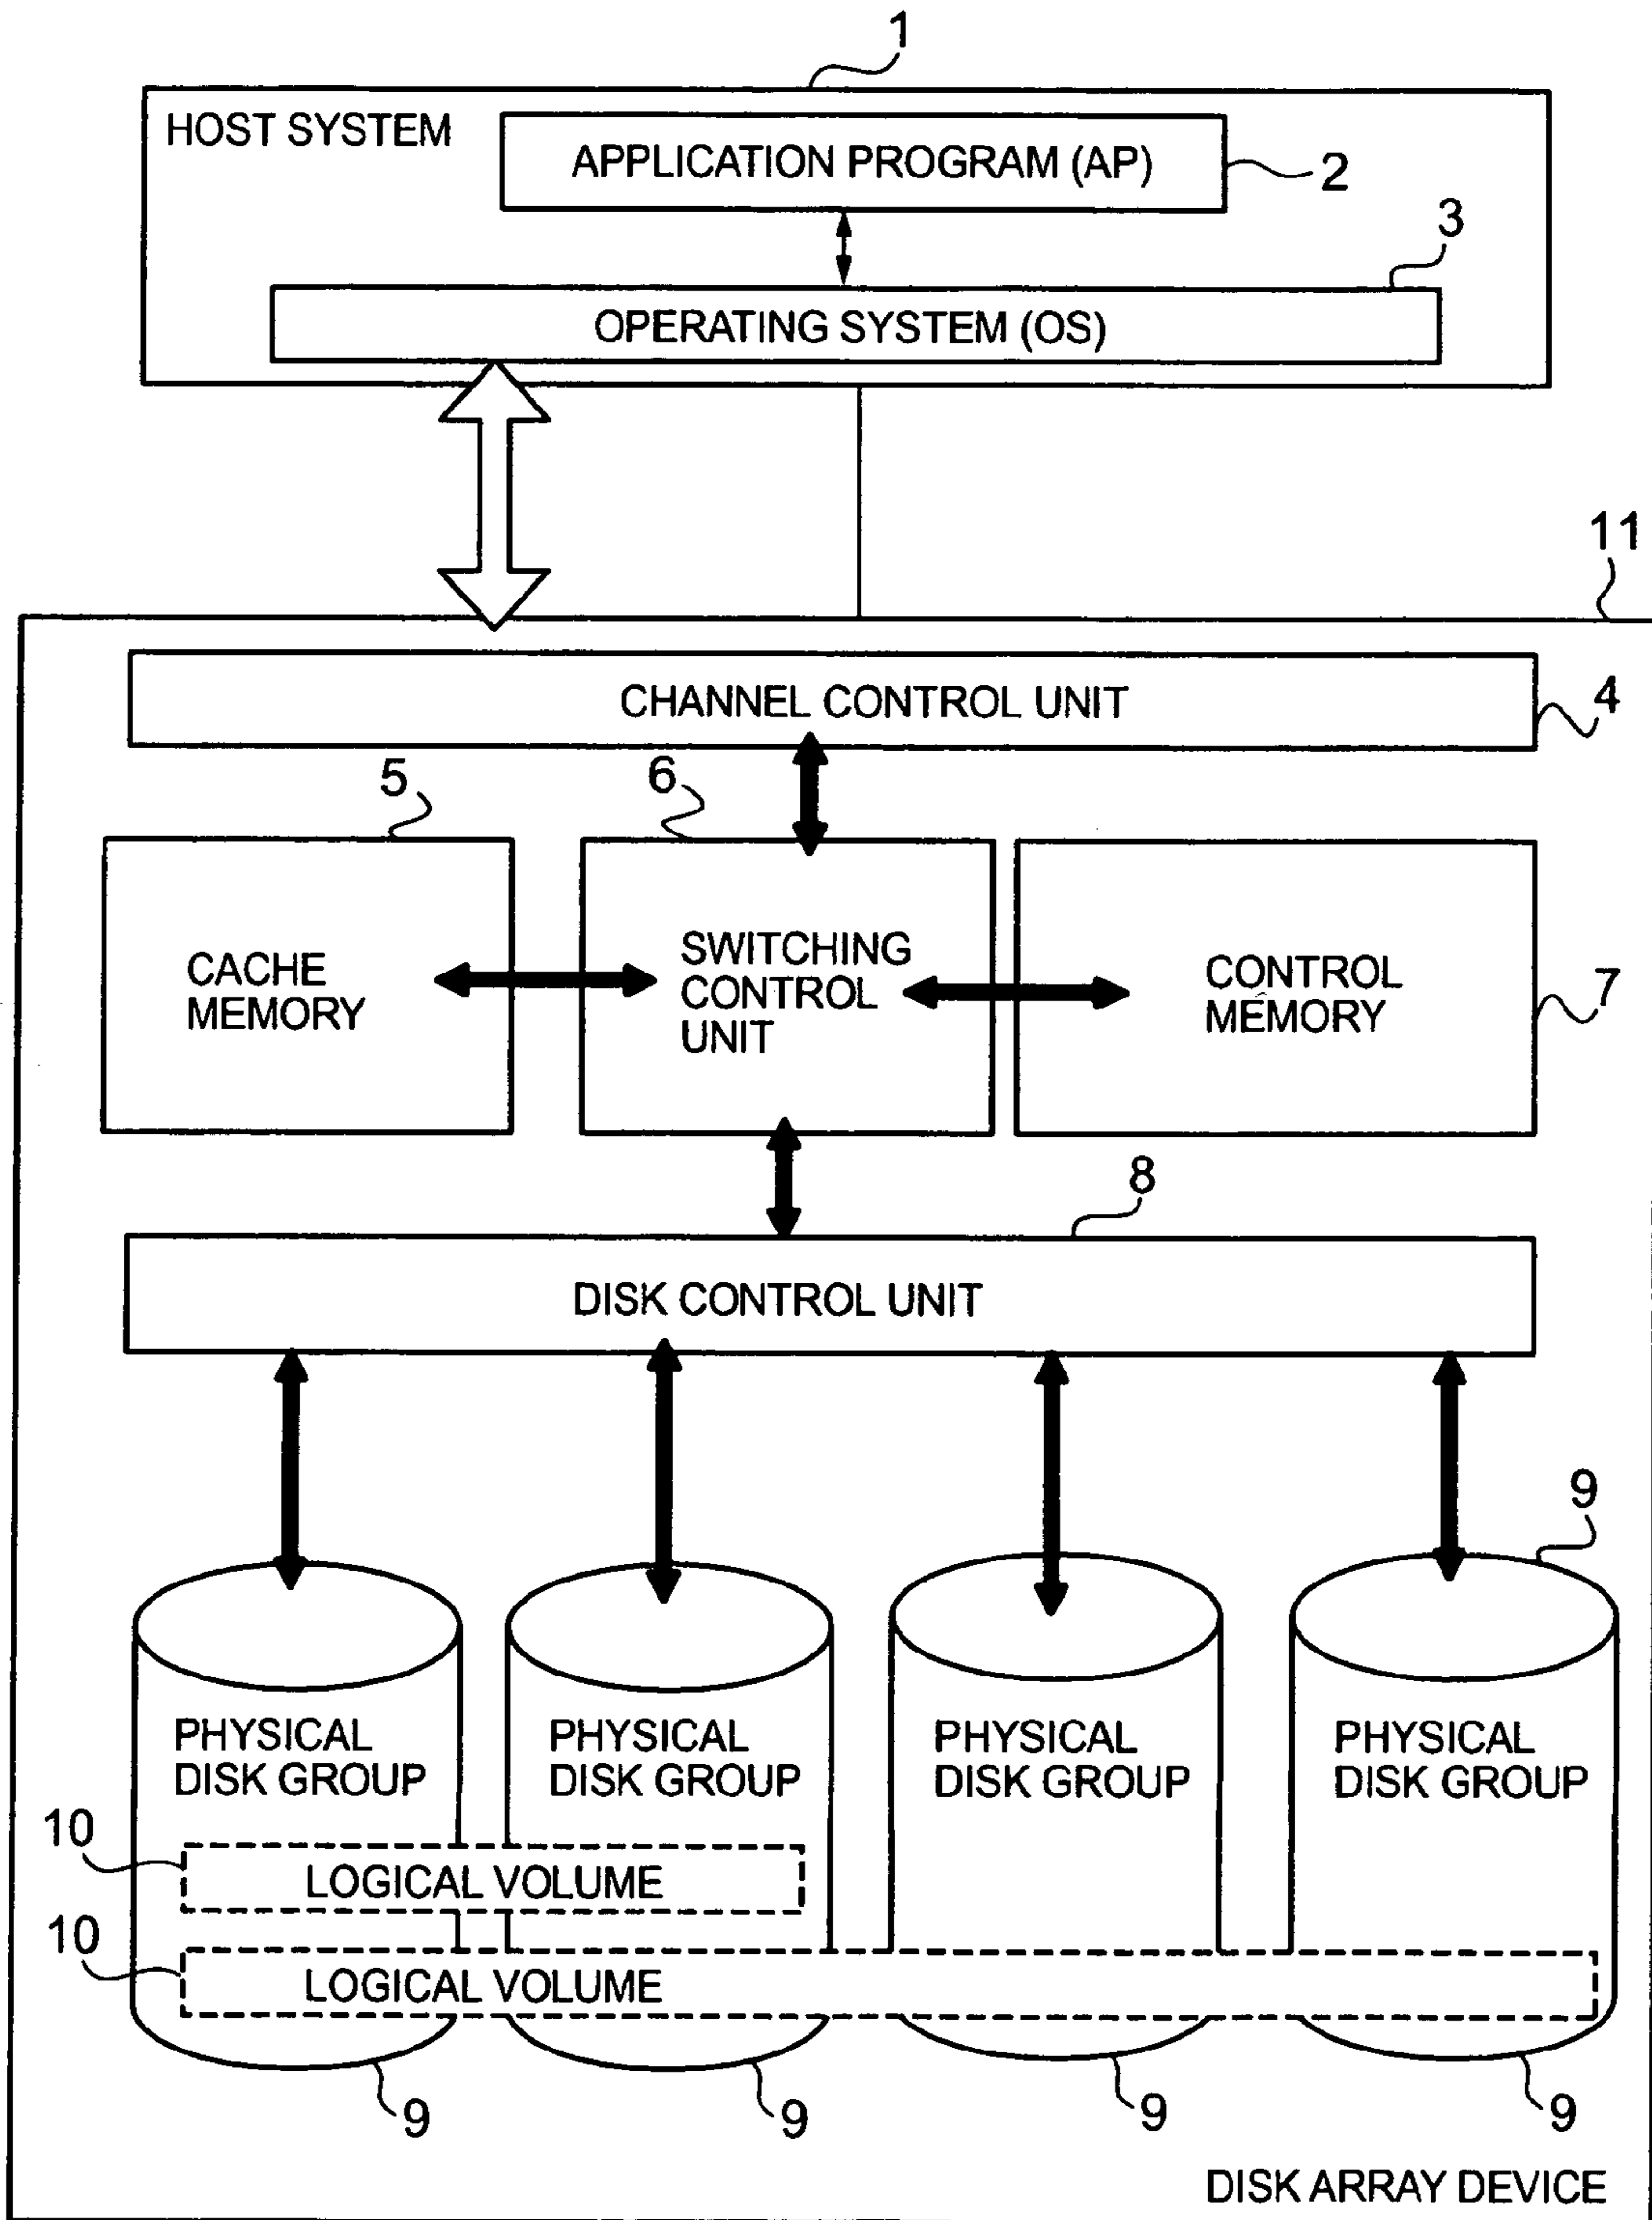 1
HOST SYSTEM
APPLICATION PROGRAM (AP)
2
3
OPERATING SYSTEM (OS)
11
CHANNEL CONTROL UNIT
4
5
6
CACHE
MEMORY
SWITCHING
CONTROL
UNIT
CONTROL
MEMORY
7
8
DISK CONTROL UNIT
9
PHYSICAL
DISK GROUP
PHYSICAL
DISK GROUP
PHYSICAL
DISK GROUP
PHYSICAL
DISK GROUP
10
LOGICAL VOLUME
10
LOGICAL VOLUME
9
9
9
9
DISK ARRAY DEVICE